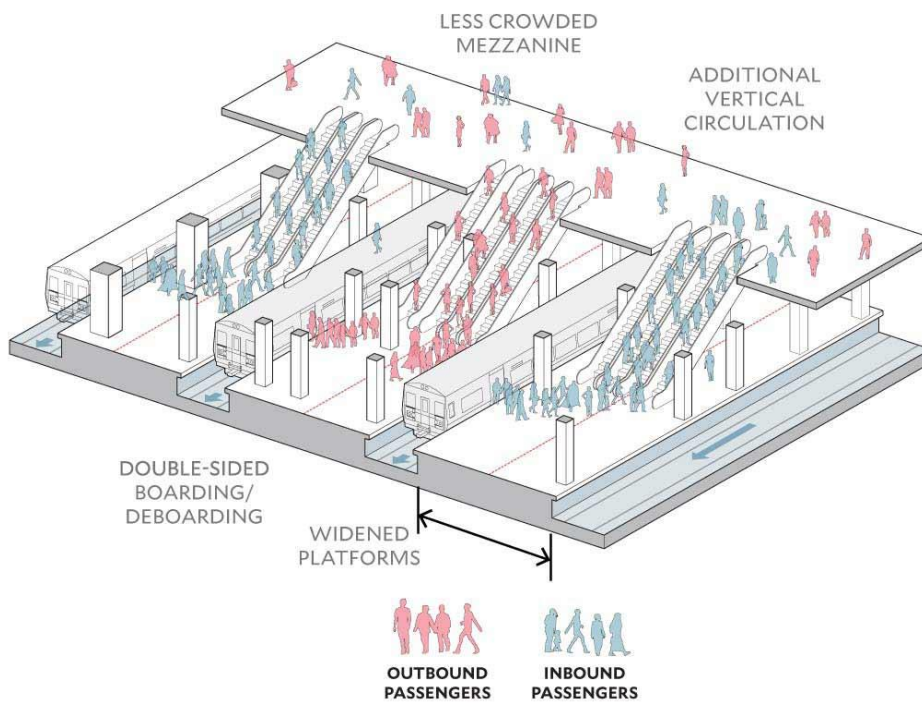 LESS CROWDED
MEZZANINE
ADDITIONAL
VERTICAL
CIRCULATION
DOUBLE-SIDED
BOARDING/
DEBOARDING
WIDENED
PLATFORMS
OUTBOUND
PASSENGERS
INBOUND
PASSENGERS